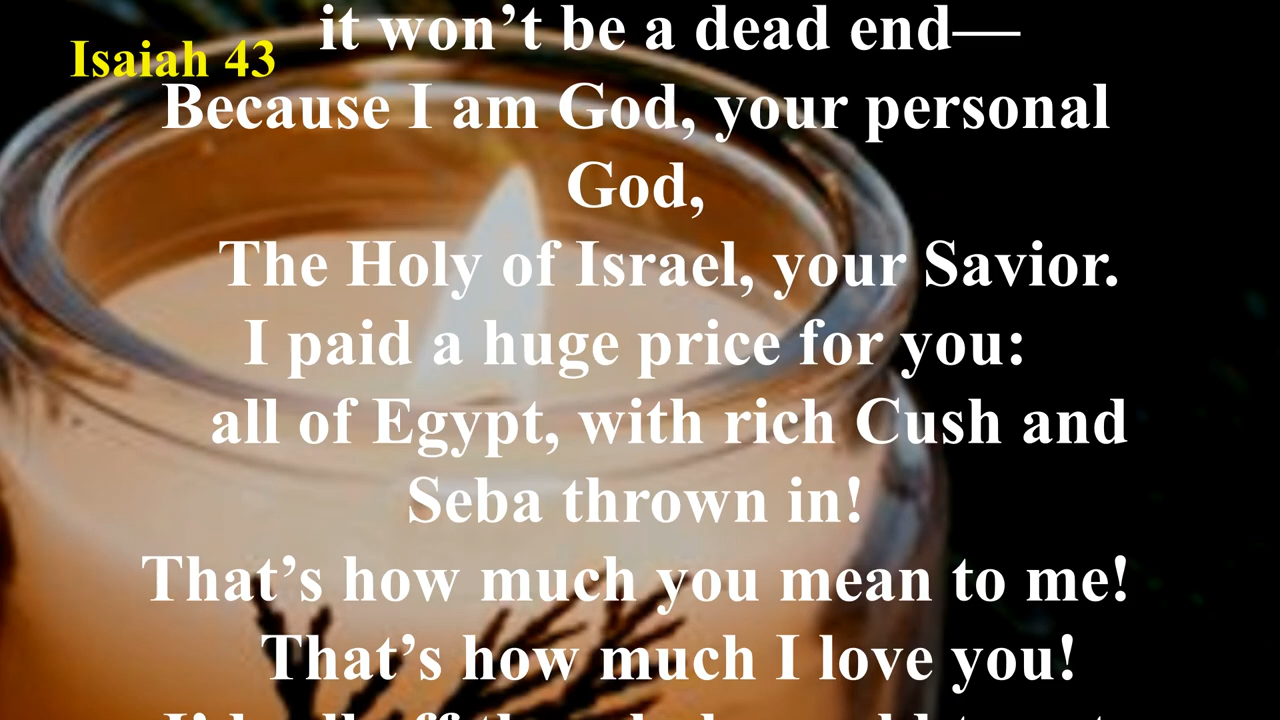 it won’t be a dead end—
Isaiah 43
Because I am God, your personal
God,
The Holy of Israel, your Savior.
I paid a huge price for you:
all of Egypt, with rich Cush and
Seba thrown in!
That’s how much you mean to me!
That’s how much I love you!